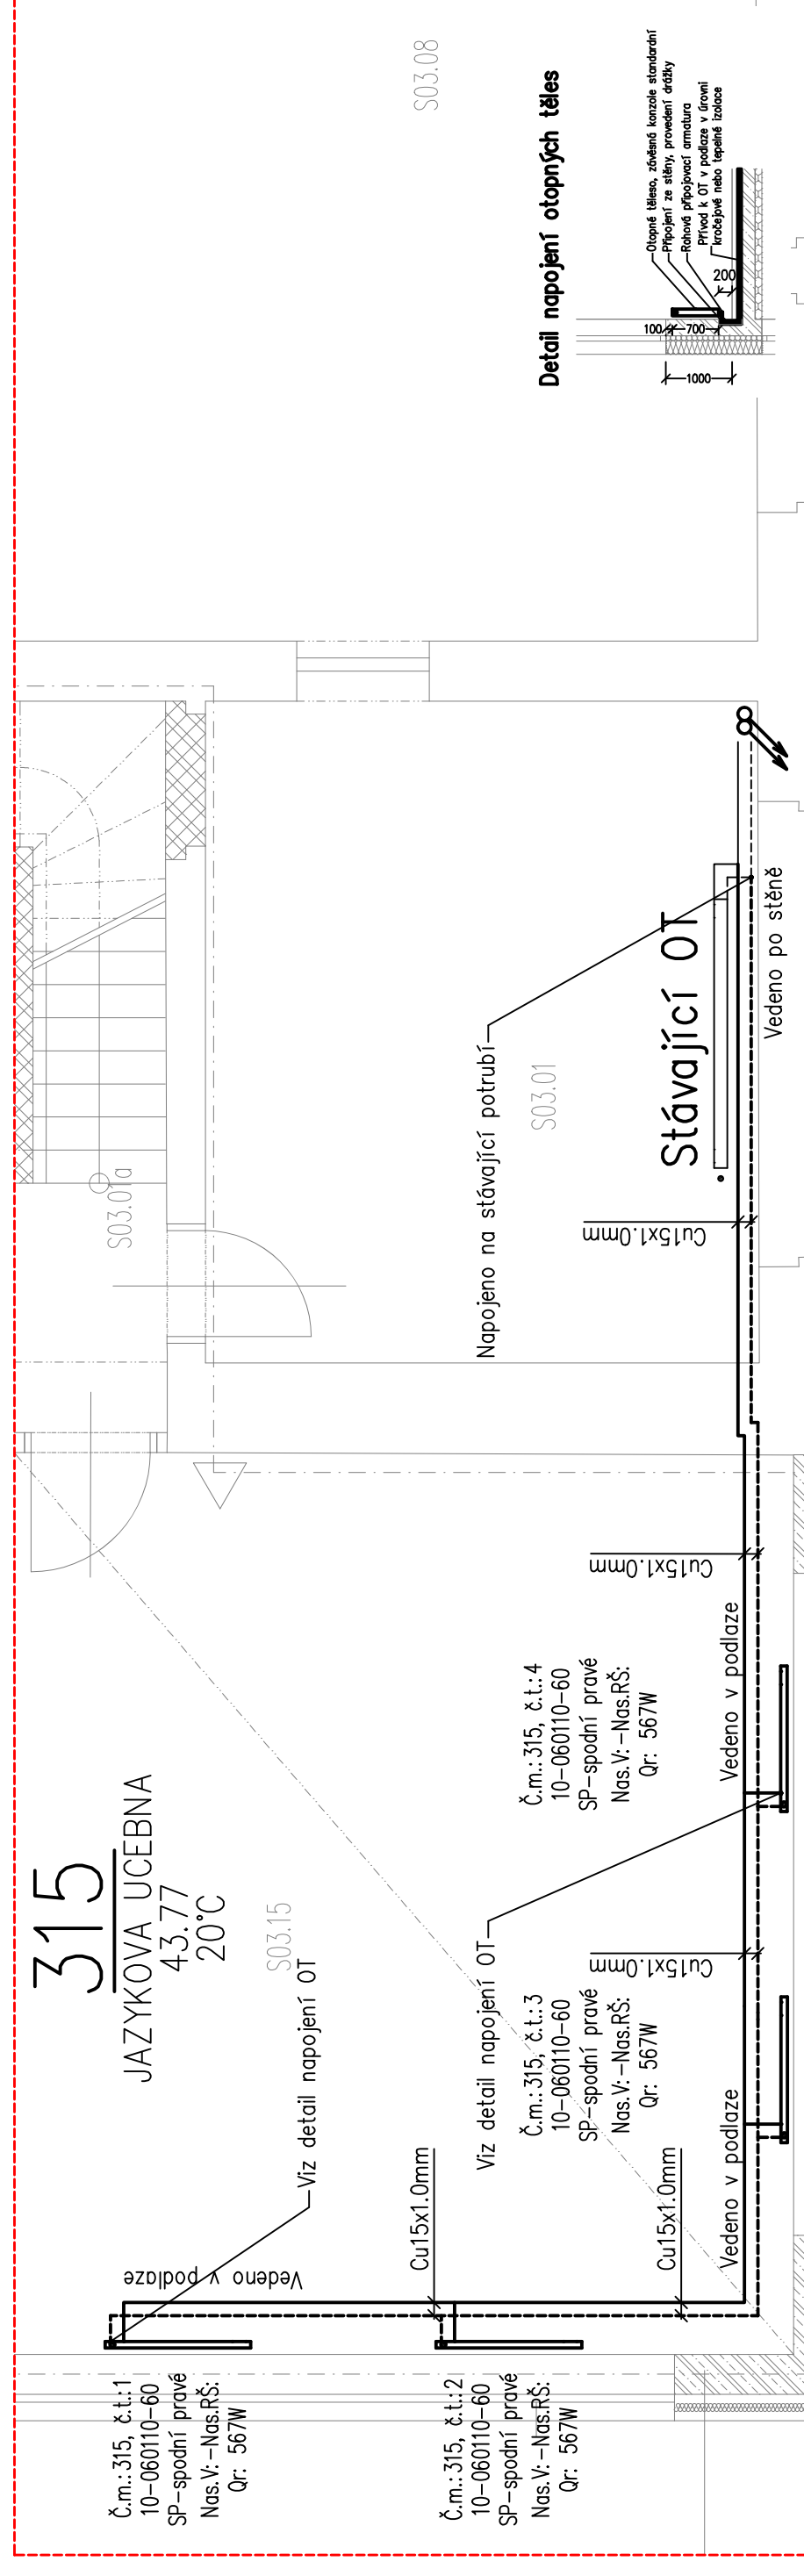 S03.08
Detail napojení otopných těles
Otopné těleso, závěsná konzole standardní
Připojení ze stěny, provedení drážky
Rohová připojovací armatura
Přívod k OT v podlaze v úrovni
kročejové nebo tepelné izolace
200
100
700
1000
S03.01a
Napojeno na stávající potrubí
S03.01
Stávající OT
Vedeno po stěně
Cu15x1.0mm
Cu15x1.0mm
315
JAZYKOVA UCEBNA
43.77
20°C
S03.15
Viz detail napojení OT
Č.m.:315, č.t.:4
10-060110-60
SP-spodní pravé
Nas.V:-Nas.RŠ:
Qr: 567W
Vedeno v podlaze
Viz detail napojení OT
Cu15x1.0mm
Č.m.:315, č.t.:3
10-060110-60
SP-spodní pravé
Nas.V:-Nas.RŠ:
Qr: 567W
Vedeno v podlaze
Vedeno v podlaze
Cu15x1.0mm
Cu15x1.0mm
Č.m.:315, č.t.:1
10-060110-60
SP-spodní pravé
Nas.V:-Nas.RŠ:
Qr: 567W
Č.m.:315, č.t.:2
10-060110-60
SP-spodní pravé
Nas.V:-Nas.RŠ:
Qr: 567W